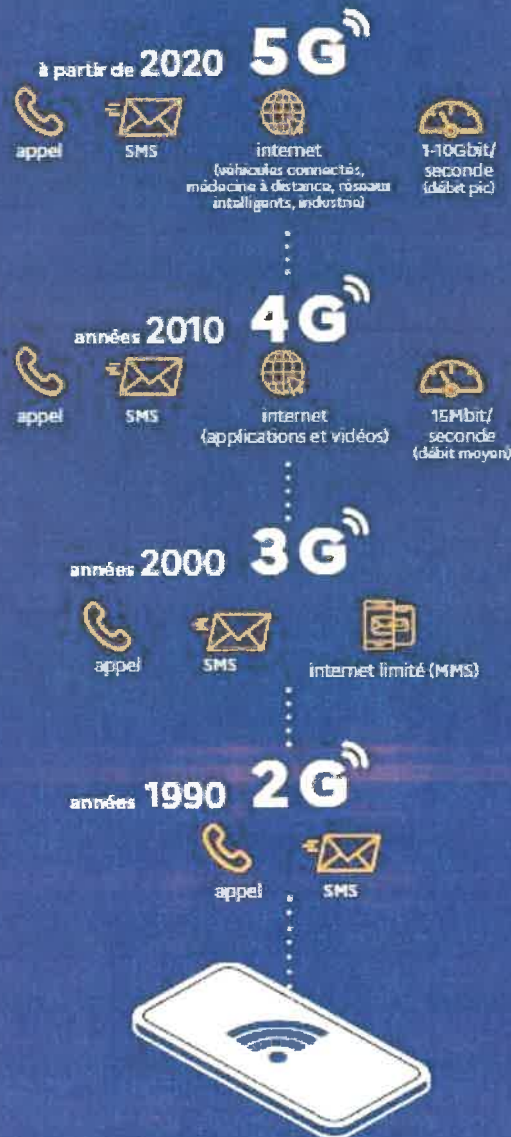 à partir de 2020 5G
appel
SMS
internet
(véhicules connectés,
médecine à distance, réseaux
intelligents, industrie)
1-10Gbit/
seconde
(débit pic)
années 2010 4G
appel
SMS
internet
(applications et vidéos)
15Mbit/
seconde
(débit moyen)
années 2000 3G
appel
SMS
internet limité (MMS)
années 1990 2G
appel
SMS